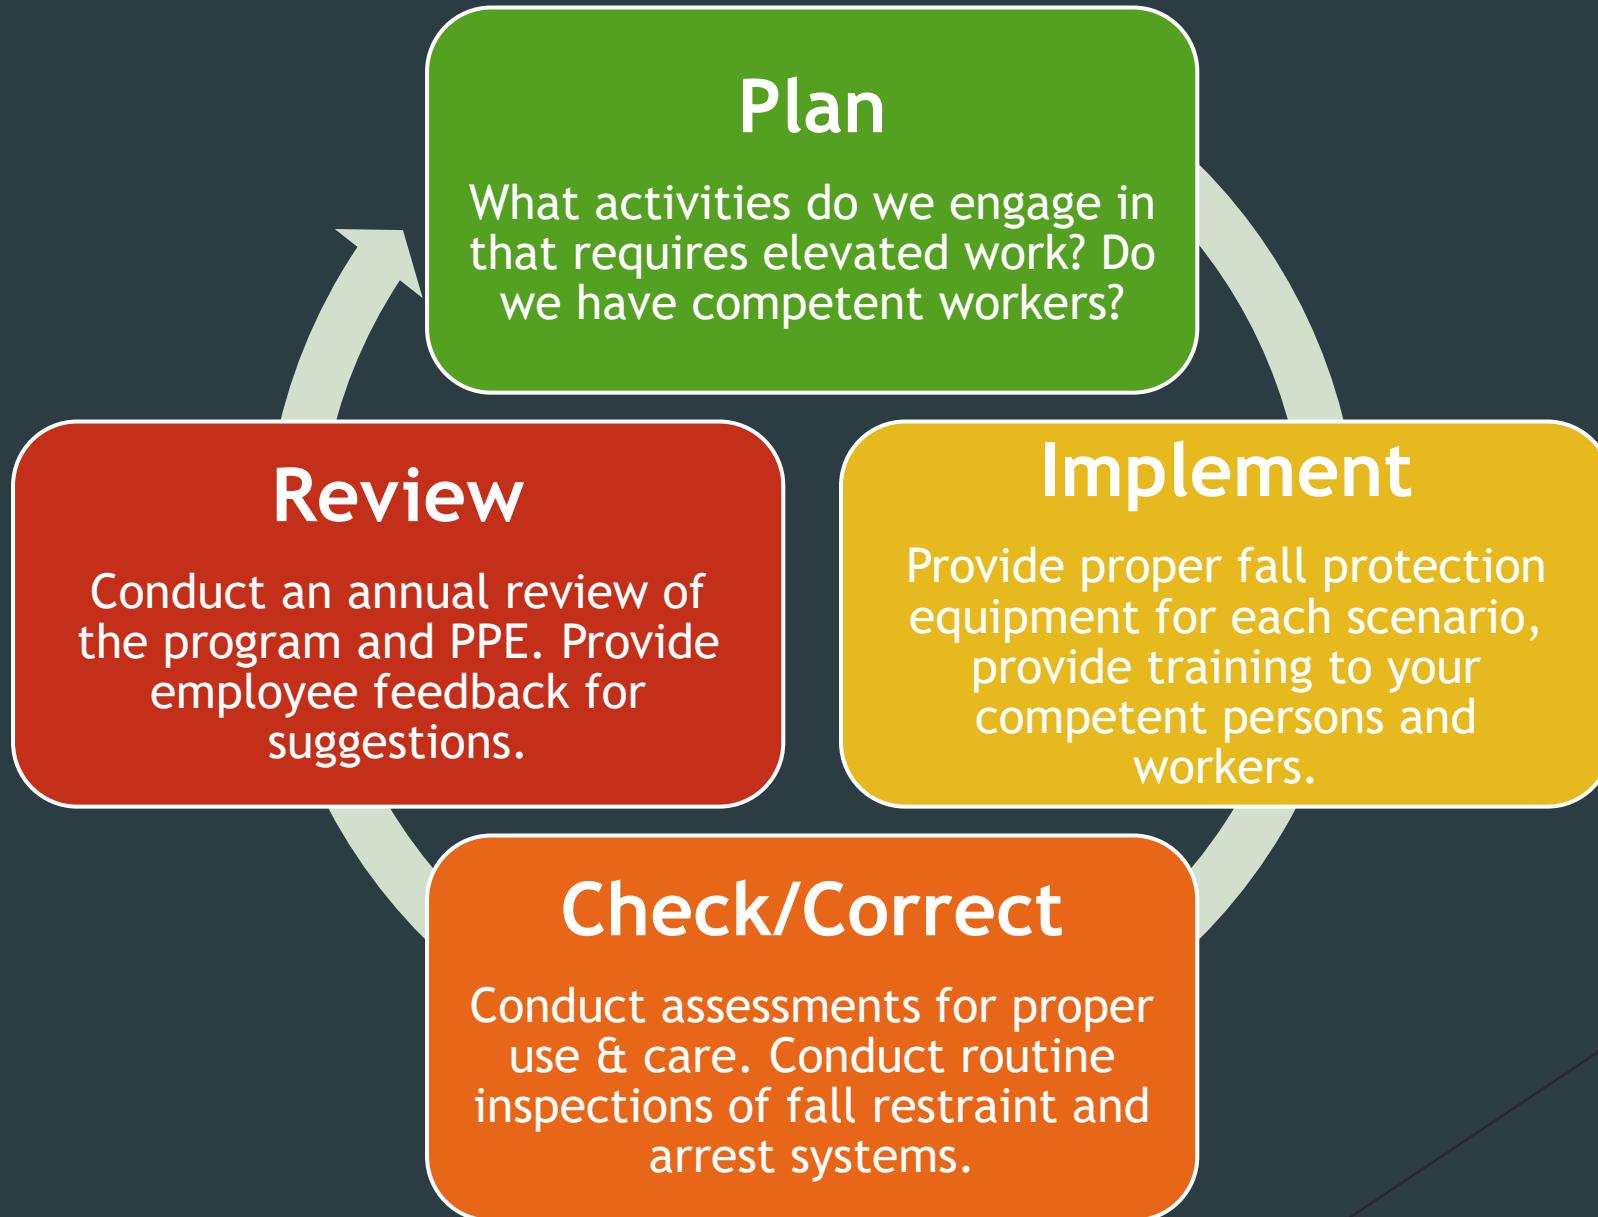 Plan
What activities do we engage in
that requires elevated work? Do
we have competent workers?
Implement
Provide proper fall protection
equipment for each scenario,
provide training to your
competent persons and
workers.
Check/Correct
Conduct assessments for proper
use & care. Conduct routine
inspections of fall restraint and
arrest systems.
Review
Conduct an annual review of
the program and PPE. Provide
employee feedback for
suggestions.